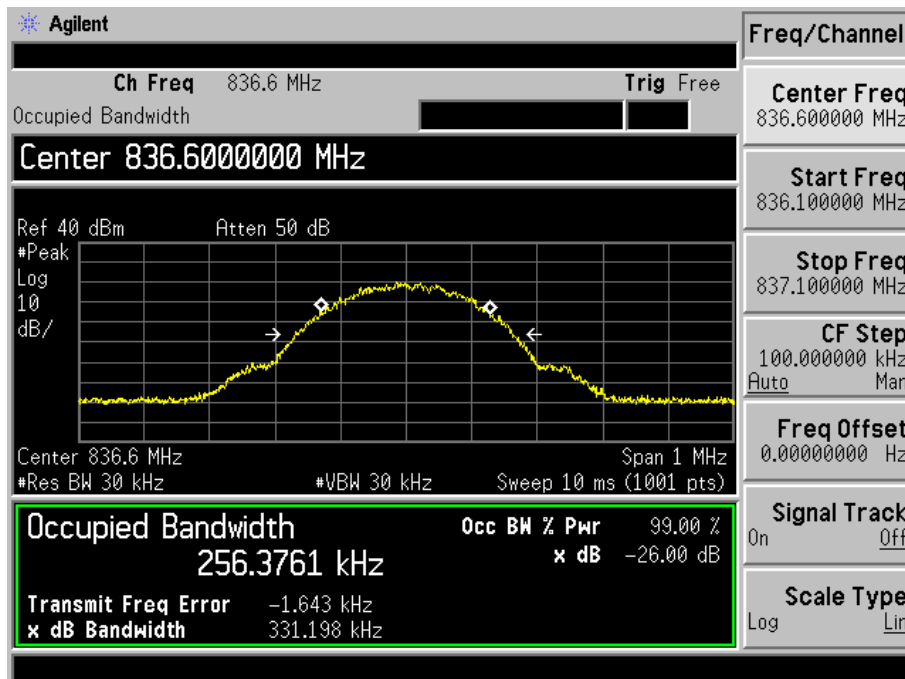 Agilent
Freq/Channel
Ch Freq 836.6 MHz Trig Free
Occupied Bandwidth
Center 836.6000000 MHz
Ref 40 dBm Atten 50 dB
#Peak
Log
10
dB/
Center 836.6 MHz Span 1 MHz
#Res BW 30 kHz #VBW 30 kHz Sweep 10 ms (1001 pts)
Occupied Bandwidth
256.3761 kHz
Occ BW % Pwr 99.00 %
x dB -26.00 dB
Transmit Freq Error -1.643 kHz
x dB Bandwidth 331.198 kHz
Center Freq
836.600000 MHz
Start Freq
836.100000 MHz
Stop Freq
837.100000 MHz
CF Step
100.000000 kHz
Auto Man
Freq Offset
0.00000000 Hz
Signal Track
On Off
Scale Type
Log Lin